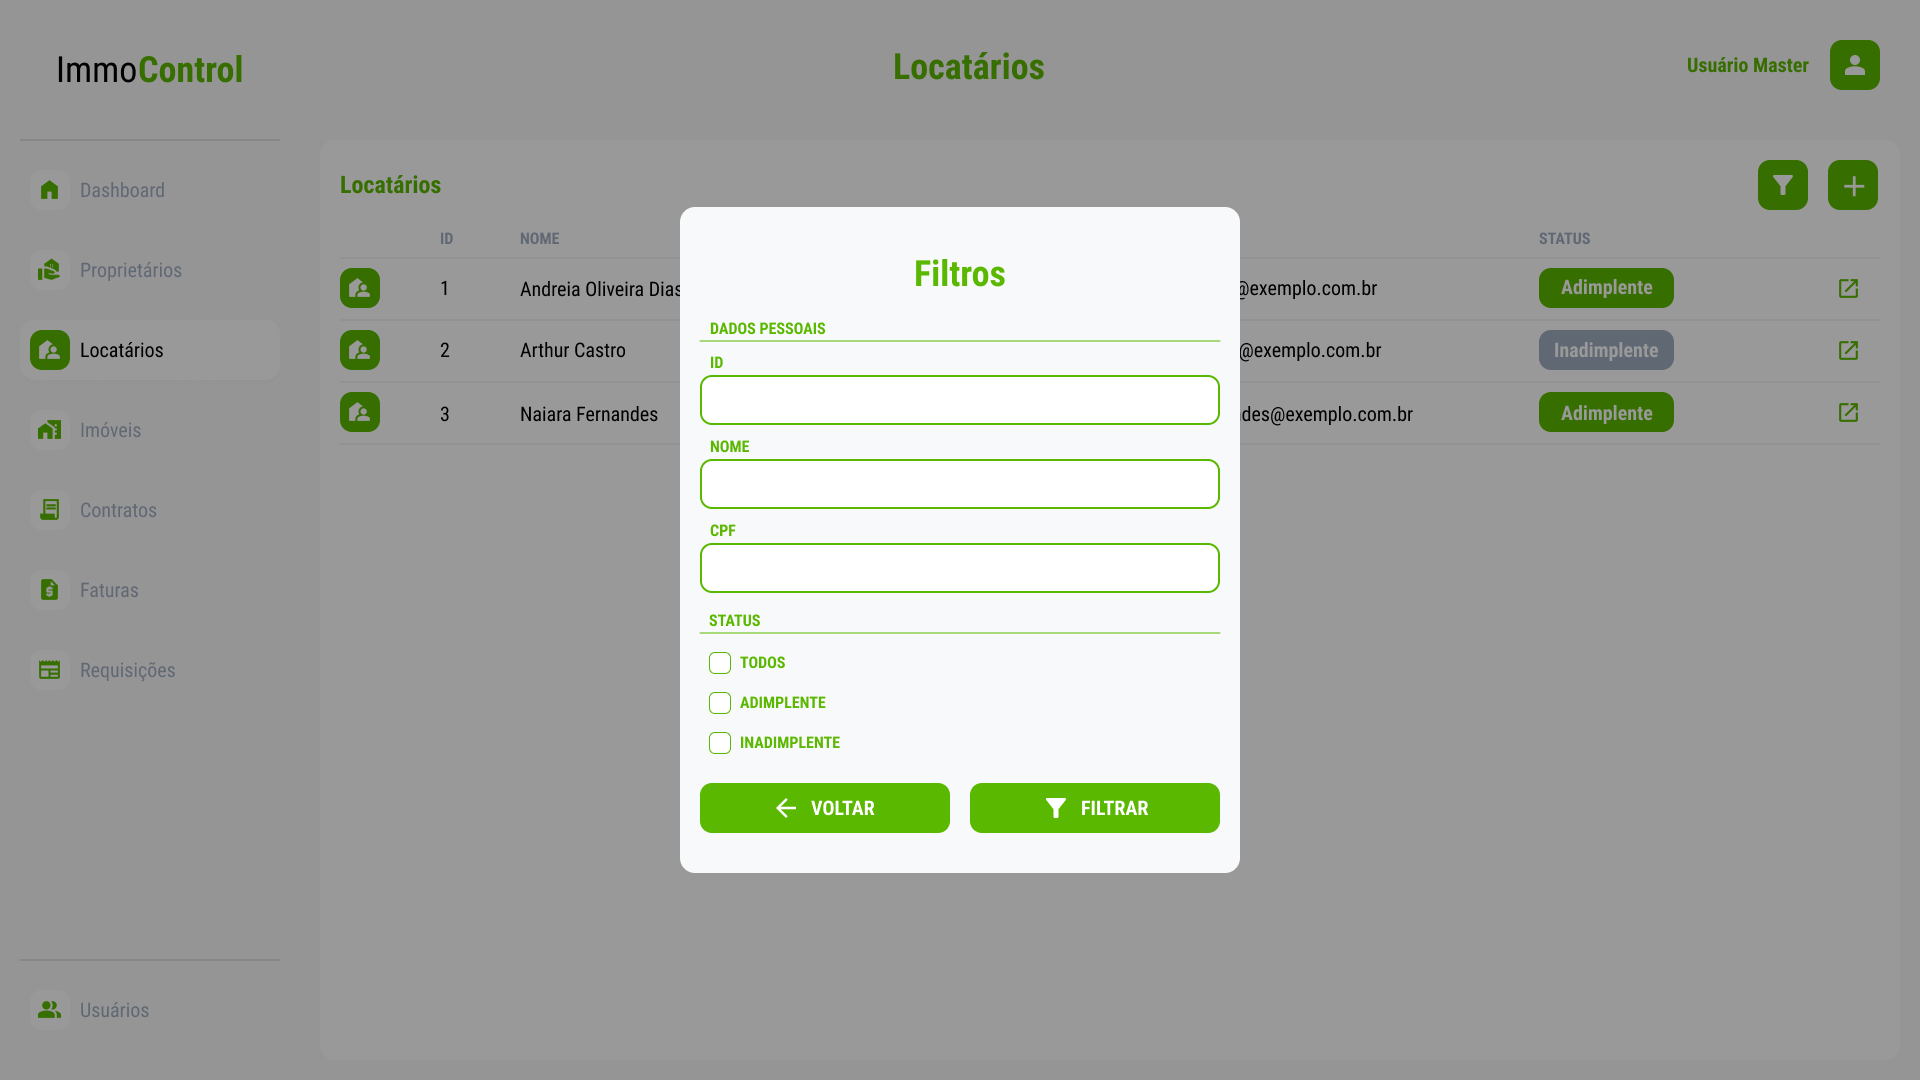 ImmoControl
Locatários
Usuário Master
Dashboard
Proprietários
Locatários
Imóveis
Contratos
Faturas
Requisições
Usuários
Locatários
ID NOME STATUS
1 Andreia Oliveira Dias @exemplo.com.br Adimplente
2 Arthur Castro @exemplo.com.br Inadimplente
3 Naiara Fernandes des@exemplo.com.br Adimplente
Filtros
DADOS PESSOAIS
ID
NOME
CPF
STATUS
TODOS
ADIMPLENTE
INADIMPLENTE
VOLTAR
FILTRAR